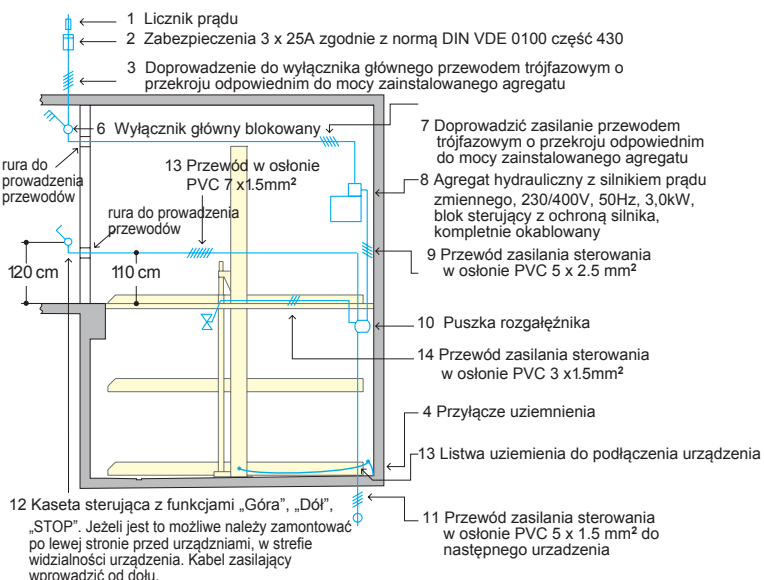 1 Licznik prądu
2 Zabezpieczenia 3 x 25A zgodnie z normą DIN VDE 0100 część 430
3 Doprowadzenie do wyłącznika głównego przewodem trójfazowym o
przekroju odpowiednim do mocy zainstalowanego agregatu
6 Wyłącznik główny blokowany
7 Doprowadzić zasilanie przewodem
trójfazowym o przekroju odpowiednim
do mocy zainstalowanego agregatu
rura do
prowadzenia
przewodów
13 Przewód w osłonie
PVC 7 x1.5mm²
8 Agregat hydrauliczny z silnikiem prądu
zmiennego, 230/400V, 50Hz, 3,0kW,
blok sterujący z ochroną silnika,
kompletnie okablowany
rura do prowadzenia
przewodów
9 Przewód zasilania sterowania
w osłonie PVC 5 x 2.5 mm²
120 cm
110 cm
10 Puszka rozgałęźnika
14 Przewód zasilania sterowania
w osłonie PVC 3 x1.5mm²
4 Przyłącze uziemnienia
13 Listwa uziemienia do podłączenia urządzenia
12 Kaseta sterująca z funkcjami „Góra”, „Dół”,
„STOP”. Jeżeli jest to możliwe należy zamontować
po lewej stronie przed urządzniami, w strefie
widzialności urządzenia. Kabel zasilający
wprowadzić od dołu.
11 Przewód zasilania sterowania
w osłonie PVC 5 x 1.5 mm² do
następnego urzadzenia